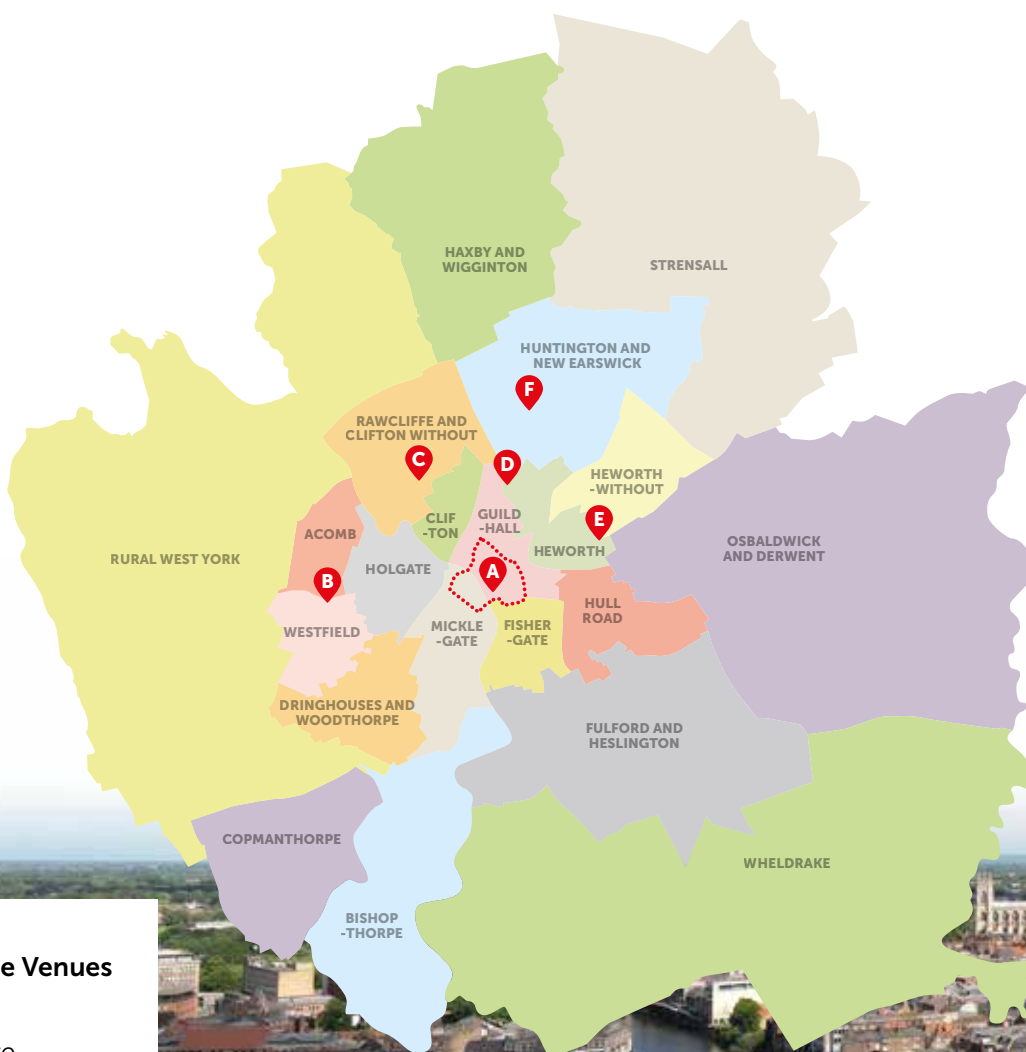 HAXBY AND
WIGGINTON
STRENSALL
HUNTINGTON AND
NEW EARSWICK
F
RAWCLIFFE AND
CLIFTON WITHOUT
C
D
HEWORTH
-WITHOUT
E
CLIF
-TON
GUILD
-HALL
HEWORTH
ACOMB
HOLGATE
A
B
RURAL WEST YORK
OSBALDWICK
AND DERWENT
WESTFIELD
MICKLE
-GATE
FISHER
-GATE
HULL
ROAD
DRINGHOUSES AND
WOODTHORPE
FULFORD AND
HESLINGTON
COPMANTHORPE
WHELDRAKE
BISHOP
-THORPE
e Venues